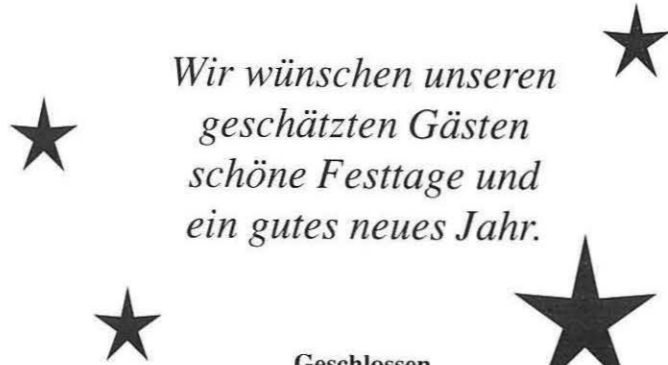 Wir wünschen unseren
geschätzten Gästen
schöne Festtage und
ein gutes neues Jahr.
Geschlossen